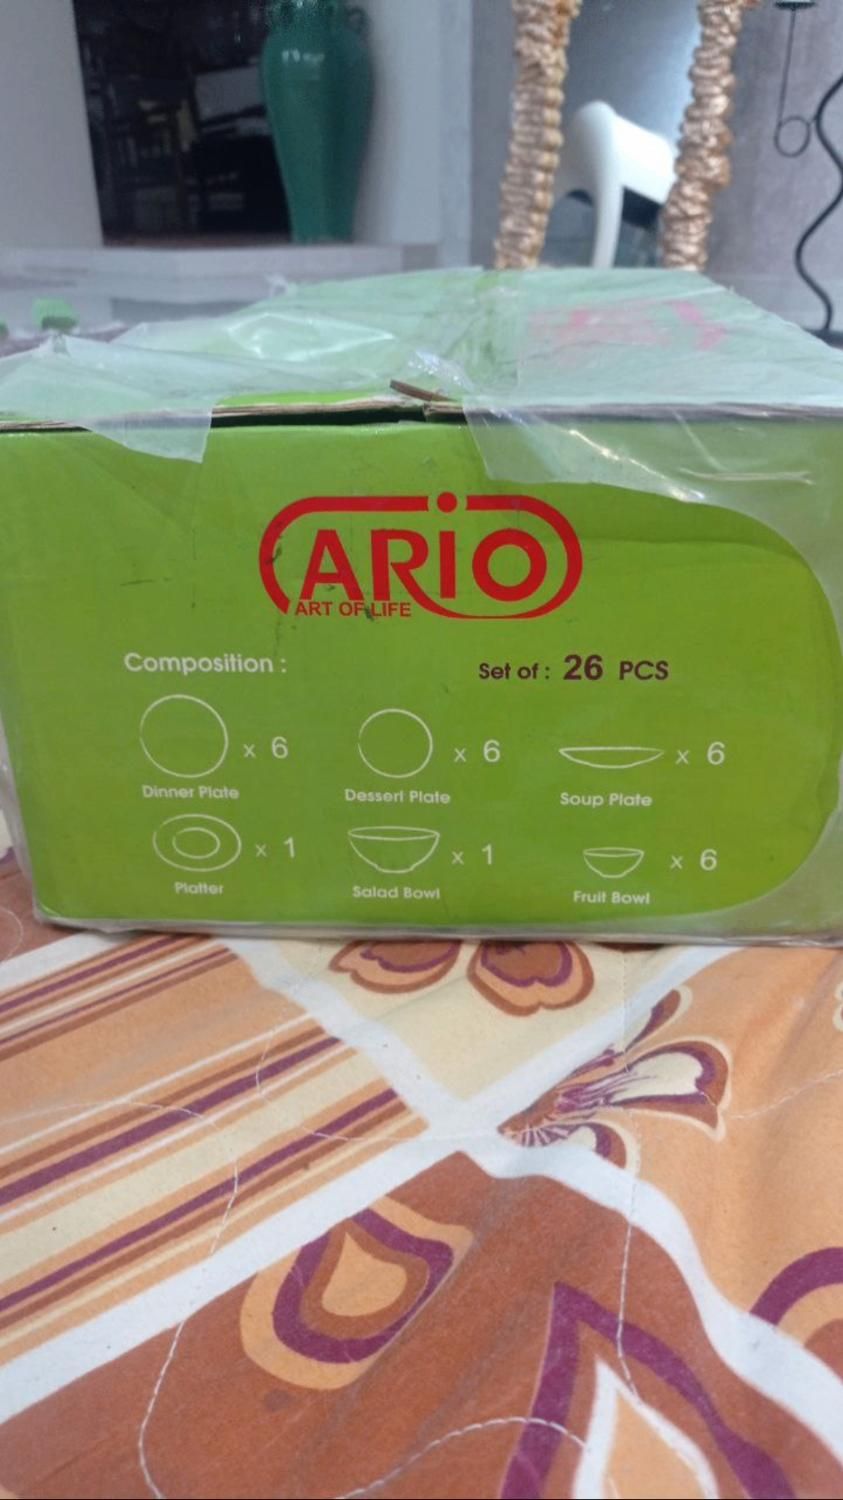 ARIO
ART OF LIFE
Composition :
Set of : 26 PCS
x 6
x 6
x 6
Dinner Plate
Dessert Plate
Soup Plate
x 1
x 1
x 6
Platter
Salad Bowl
Fruit Bowl